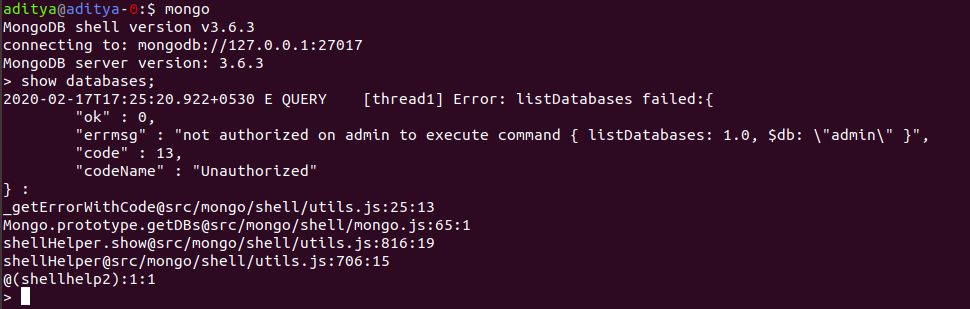 aditya@aditya-0:$ mongo
MongoDB shell version v3.6.3
connecting to: mongodb://127.0.0.1:27017
MongoDB server version: 3.6.3
> show databases;
2020-02-17T17:25:20.922+0530 E QUERY    [thread1] Error: listDatabases failed:{
        "ok" : 0,
        "errmsg" : "not authorized on admin to execute command { listDatabases: 1.0, $db: \"admin\" }",
        "code" : 13,
        "codeName" : "Unauthorized"
} :
_getErrorWithCode@src/mongo/shell/utils.js:25:13
Mongo.prototype.getDBs@src/mongo/shell/mongo.js:65:1
shellHelper.show@src/mongo/shell/utils.js:816:19
shellHelper@src/mongo/shell/utils.js:706:15
@(shellhelp2):1:1
>